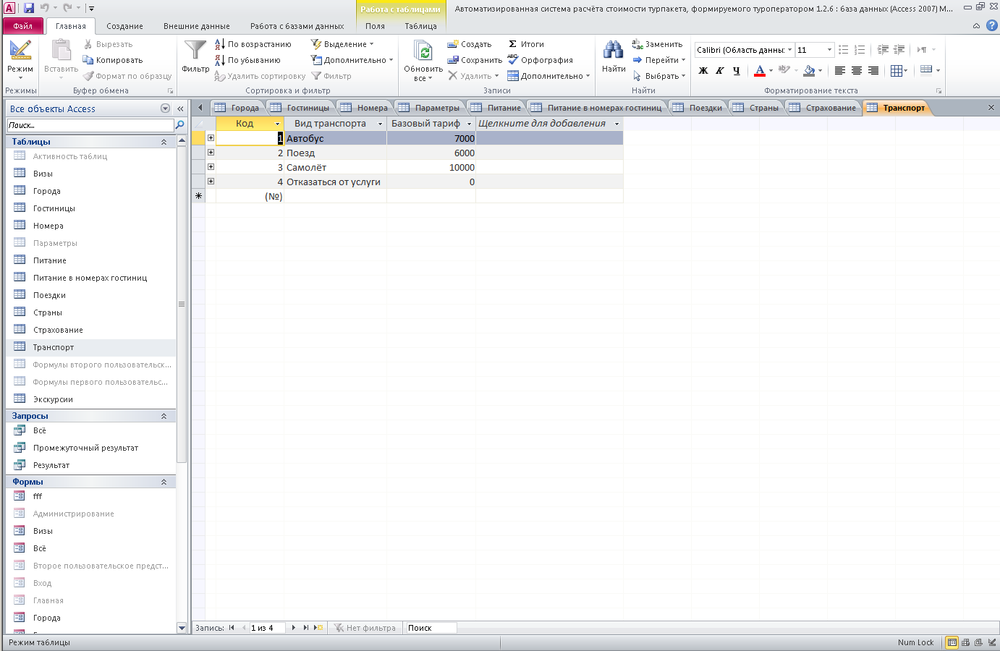 Работа с таблицами
Автоматизированная система расчёта стоимости турпакета, формируемого туроператором 1.2.6 : база данных (Access 2007) M...
Файл
Главная
Создание
Внешние данные
Работа с базами данных
Поля
Таблица
Режим
Режимы
Вставить
Вырезать
Копировать
Формат по образцу
Буфер обмена
Фильтр
По возрастанию
По убыванию
Удалить сортировку
Выделение
Дополнительно
Фильтр
Сортировка и фильтр
Обновить все
Создать
Сохранить
Удалить
Итоги
Орфография
Дополнительно
Записи
Найти
Заменить
Перейти
Выбрать
Найти
Calibri (Область данны:
11
Ж К Ч
Форматирование текста
Все объекты Access
Поиск...
Таблицы
Активность таблиц
Визы
Города
Гостиницы
Номера
Параметры
Питание
Питание в номерах гостиниц
Поездки
Страны
Страхование
Транспорт
Формулы второго пользовательск...
Формулы первого пользовательс...
Экскурсии
Запросы
Всё
Промежуточный результат
Результат
Формы
fff
Администрирование
Визы
Всё
Второе пользовательское предст...
Вход
Главная
Города
Города Гостиницы Номера Параметры Питание Питание в номерах гостиниц Поездки Страны Страхование Транспорт
Код Вид транспорта Базовый тариф Щелкните для добавления
1 Автобус 7000
2 Поезд 6000
3 Самолёт 10000
4 Отказаться от услуги 0
(№)
Запись: 1 из 4 Нет фильтра Поиск
Режим таблицы
Num Lock